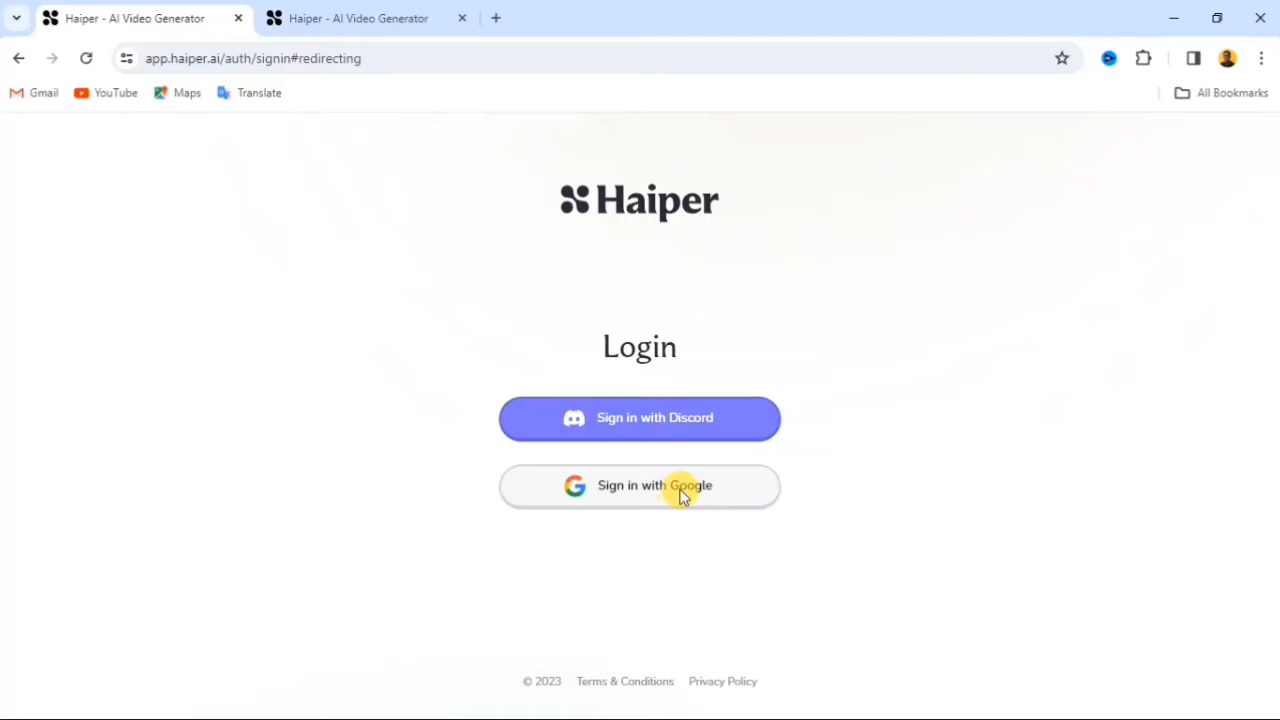 Haiper - AI Video Generator
Haiper - AI Video Generator
app.haiper.ai/auth/signin#redirecting
Gmail
YouTube
Maps
Translate
All Bookmarks
Haiper
Login
Sign in with Discord
Sign in with Google
© 2023
Terms & Conditions
Privacy Policy